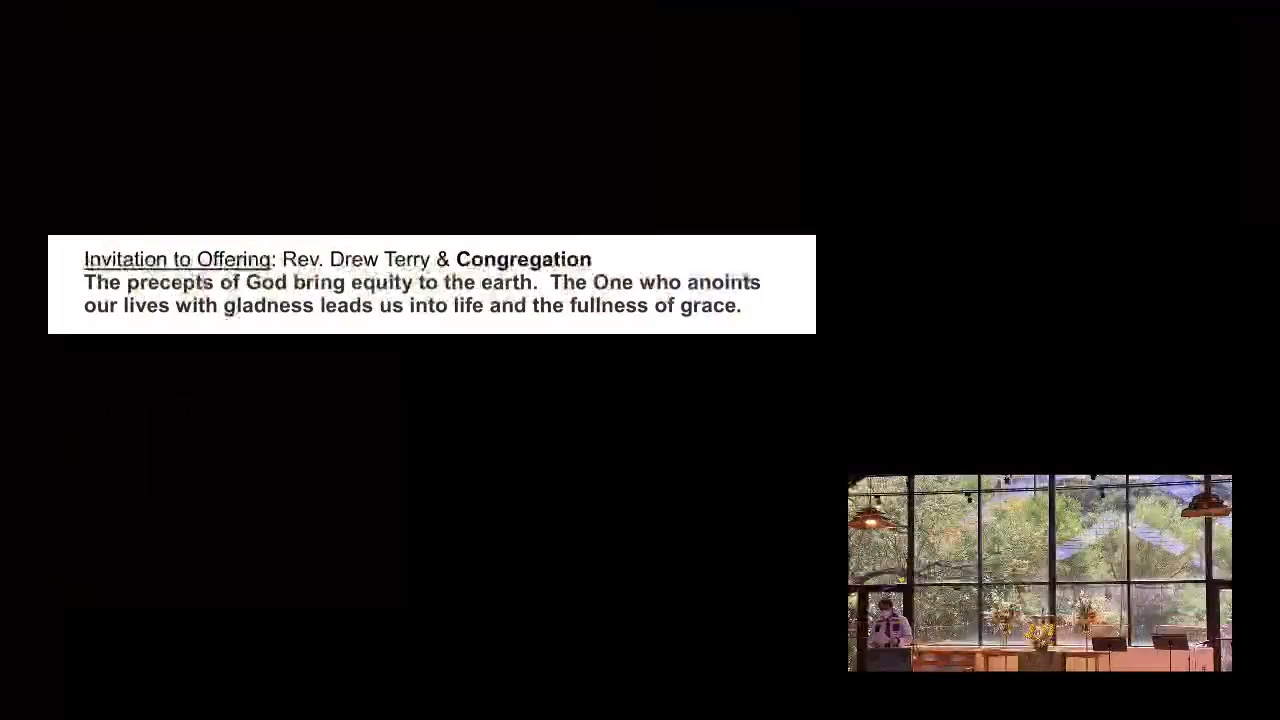 Invitation to Offering: Rev. Drew Terry & Congregation
The precepts of God bring equity to the earth. The One who anoints
our lives with gladness leads us into life and the fullness of grace.